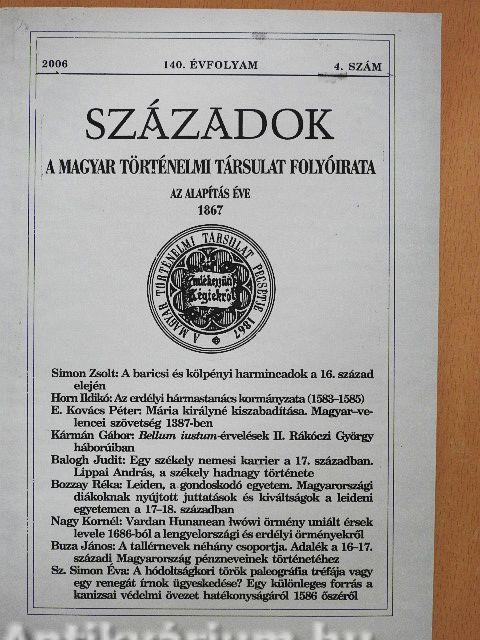 2006 140. ÉVFOLYAM 4. SZÁM
SZÁZADOK
A MAGYAR TÖRTÉNELMI TÁRSULAT FOLYÓIRATA
AZ ALAPÍTÁS ÉVE
1867
A MAGYAR TÖRTÉNELMI TÁRSULAT PECSÉTJE 1867
Emlékezzünk
Régiekről
Simon Zsolt: A baricsi és kölpényi harmincadok a 16. század
elején
Horn Ildikó: Az erdélyi hármastanács kormányzata (1583–1585)
E. Kovács Péter: Mária királyné kiszabadítása. Magyar–ve-
lencei szövetség 1387-ben
Kármán Gábor: Bellum iustum-érvelések II. Rákóczi György
háborúiban
Balogh Judit: Egy székely nemesi karrier a 17. században.
Lippai András, a székely hadnagy története
Bozzay Réka: Leiden, a gondoskodó egyetem. Magyarországi
diákoknak nyújtott juttatások és kiváltságok a leideni
egyetemen a 17–18. században
Nagy Kornél: Vardan Hunanean lwówi örmény uniált érsek
levele 1686-ból a lengyelországi és erdélyi örményekről
Buza János: A tallérnevek néhány csoportja. Adalék a 16–17.
századi Magyarország pénzneveinek történetéhez
Sz. Simon Éva: A hódoltságkori török paleográfia tréfája vagy
egy renegát írnok ügyeskedése? Egy különleges forrás a
kanizsai védelmi övezet hatékonyságáról 1586 őszéről